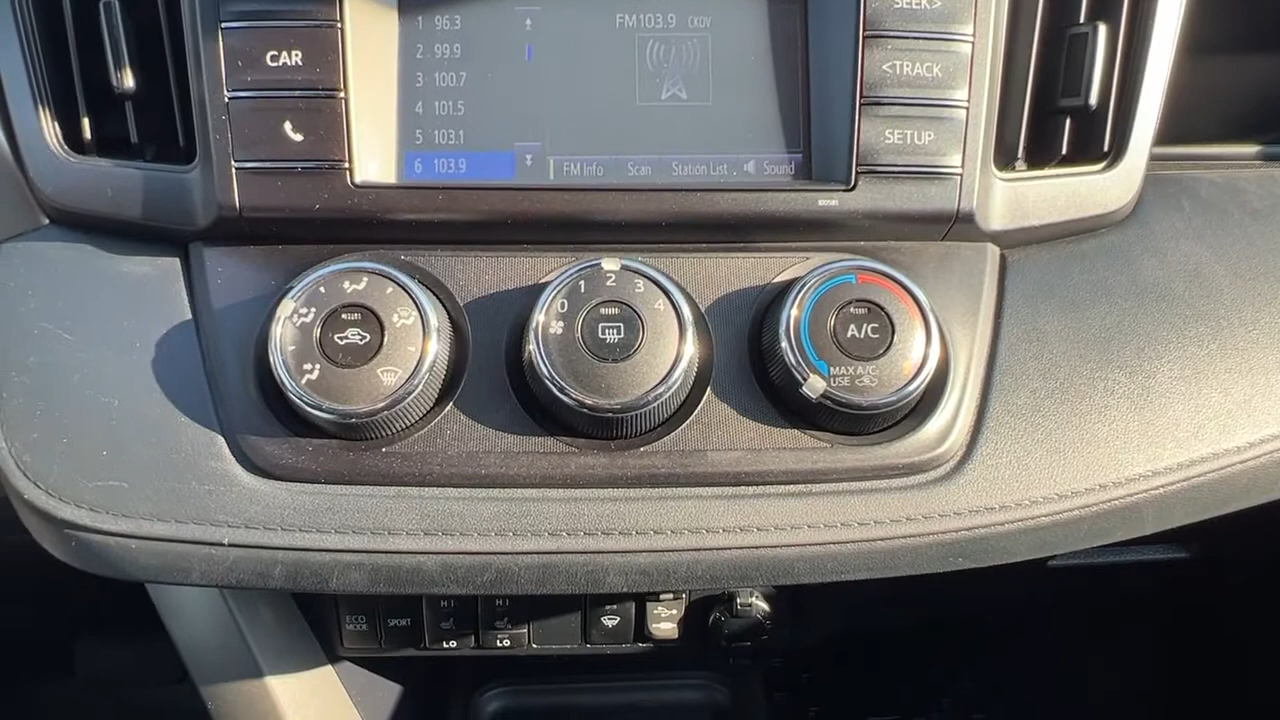 SEEK>
CAR
<TRACK
SETUP
1 96.3
2 99.9
3 100.7
4 101.5
5 103.1
6 103.9
FM103.9 CKDV
FM Info Scan Station List Sound
0 1 2 3 4
A/C
MAX A/C
USE
ECO
MODE
SPORT
HI
LO
HI
LO